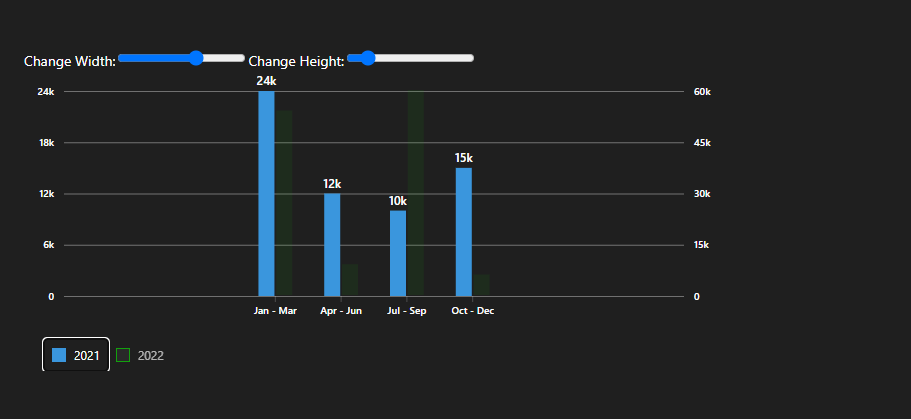 Change Width: Change Height:
24k
24k 60k
18k 45k
15k
12k
10k
12k 30k
6k 15k
0 0
Jan - Mar Apr - Jun Jul - Sep Oct - Dec
2021 2022